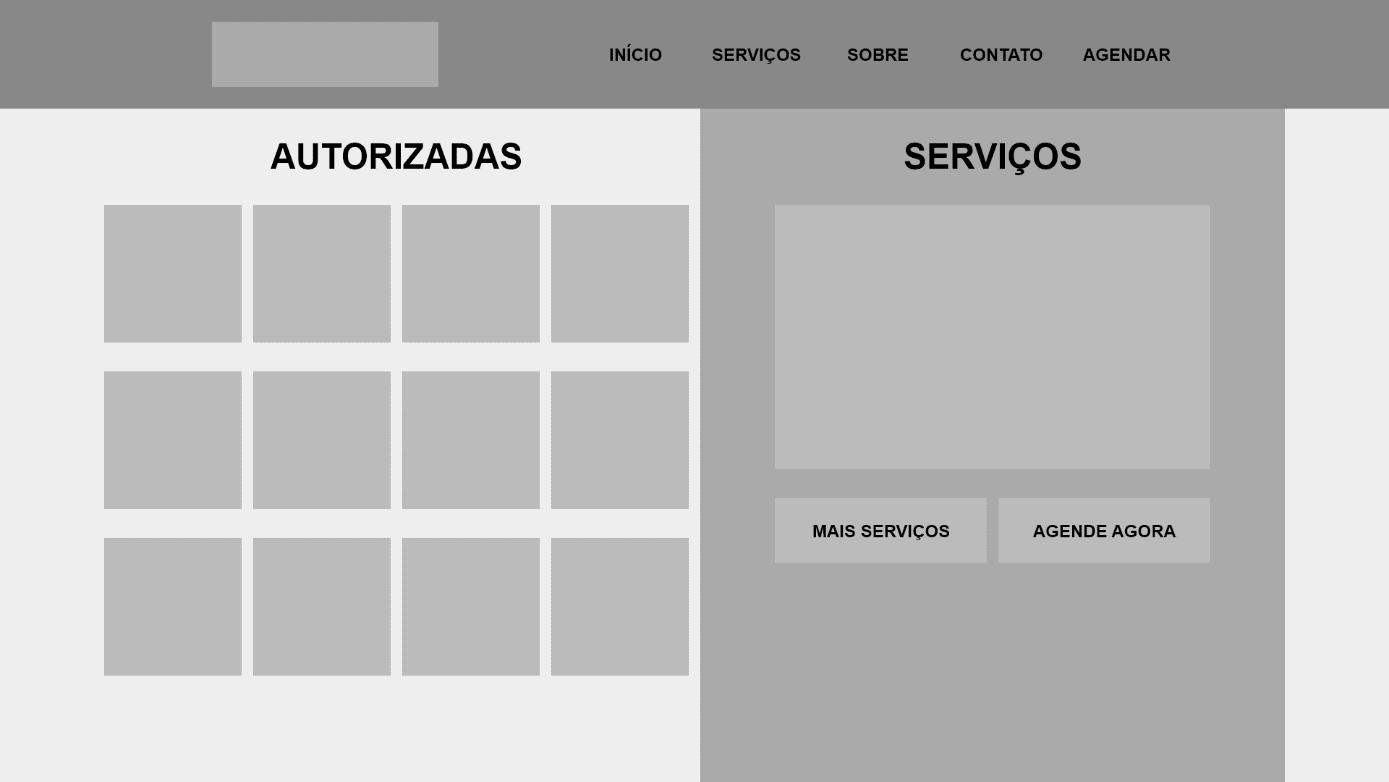 INÍCIO SERVIÇOS SOBRE CONTATO AGENDAR
AUTORIZADAS
SERVIÇOS
MAIS SERVIÇOS
AGENDE AGORA